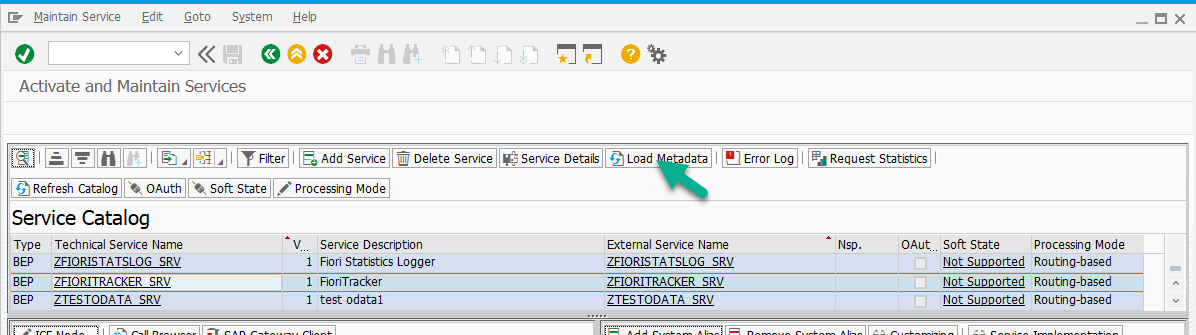 Maintain Service Edit Goto System Help
Activate and Maintain Services
Filter Add Service Delete Service Service Details Load Metadata Error Log Request Statistics
Refresh Catalog OAuth Soft State Processing Mode
Service Catalog
Type Technical Service Name V... Service Description External Service Name Nsp. OAut... Soft State Processing Mode
BEP ZFIORISTATSLOG_SRV 1 Fiori Statistics Logger ZFIORISTATSLOG_SRV Not Supported Routing-based
BEP ZFIORITRACKER_SRV 1 FioriTracker ZFIORITRACKER_SRV Not Supported Routing-based
BEP ZTESTODATA_SRV 1 test odata1 ZTESTODATA_SRV Not Supported Routing-based
ICF Node Call Browser SAP Gateway Client Add System Alias Remove System Alias Customizing Service Implementation